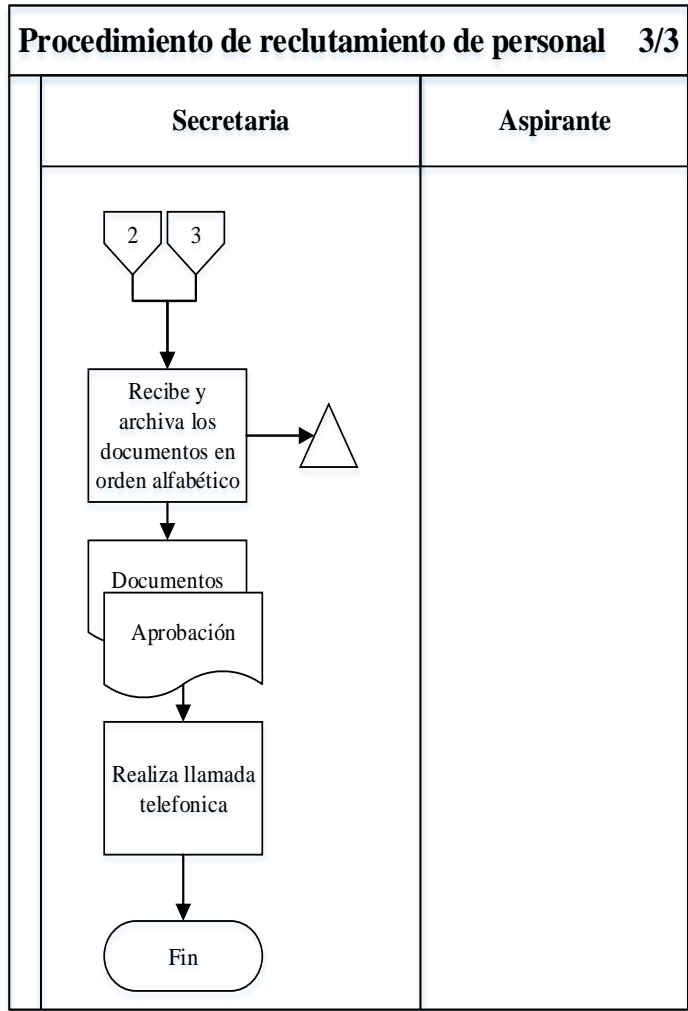 Procedimiento de reclutamiento de personal 3/3
Secretaria
Aspirante
2
3
Recibe y
archiva los
documentos en
orden alfabético
Documentos
Aprobación
Realiza llamada
telefonica
Fin